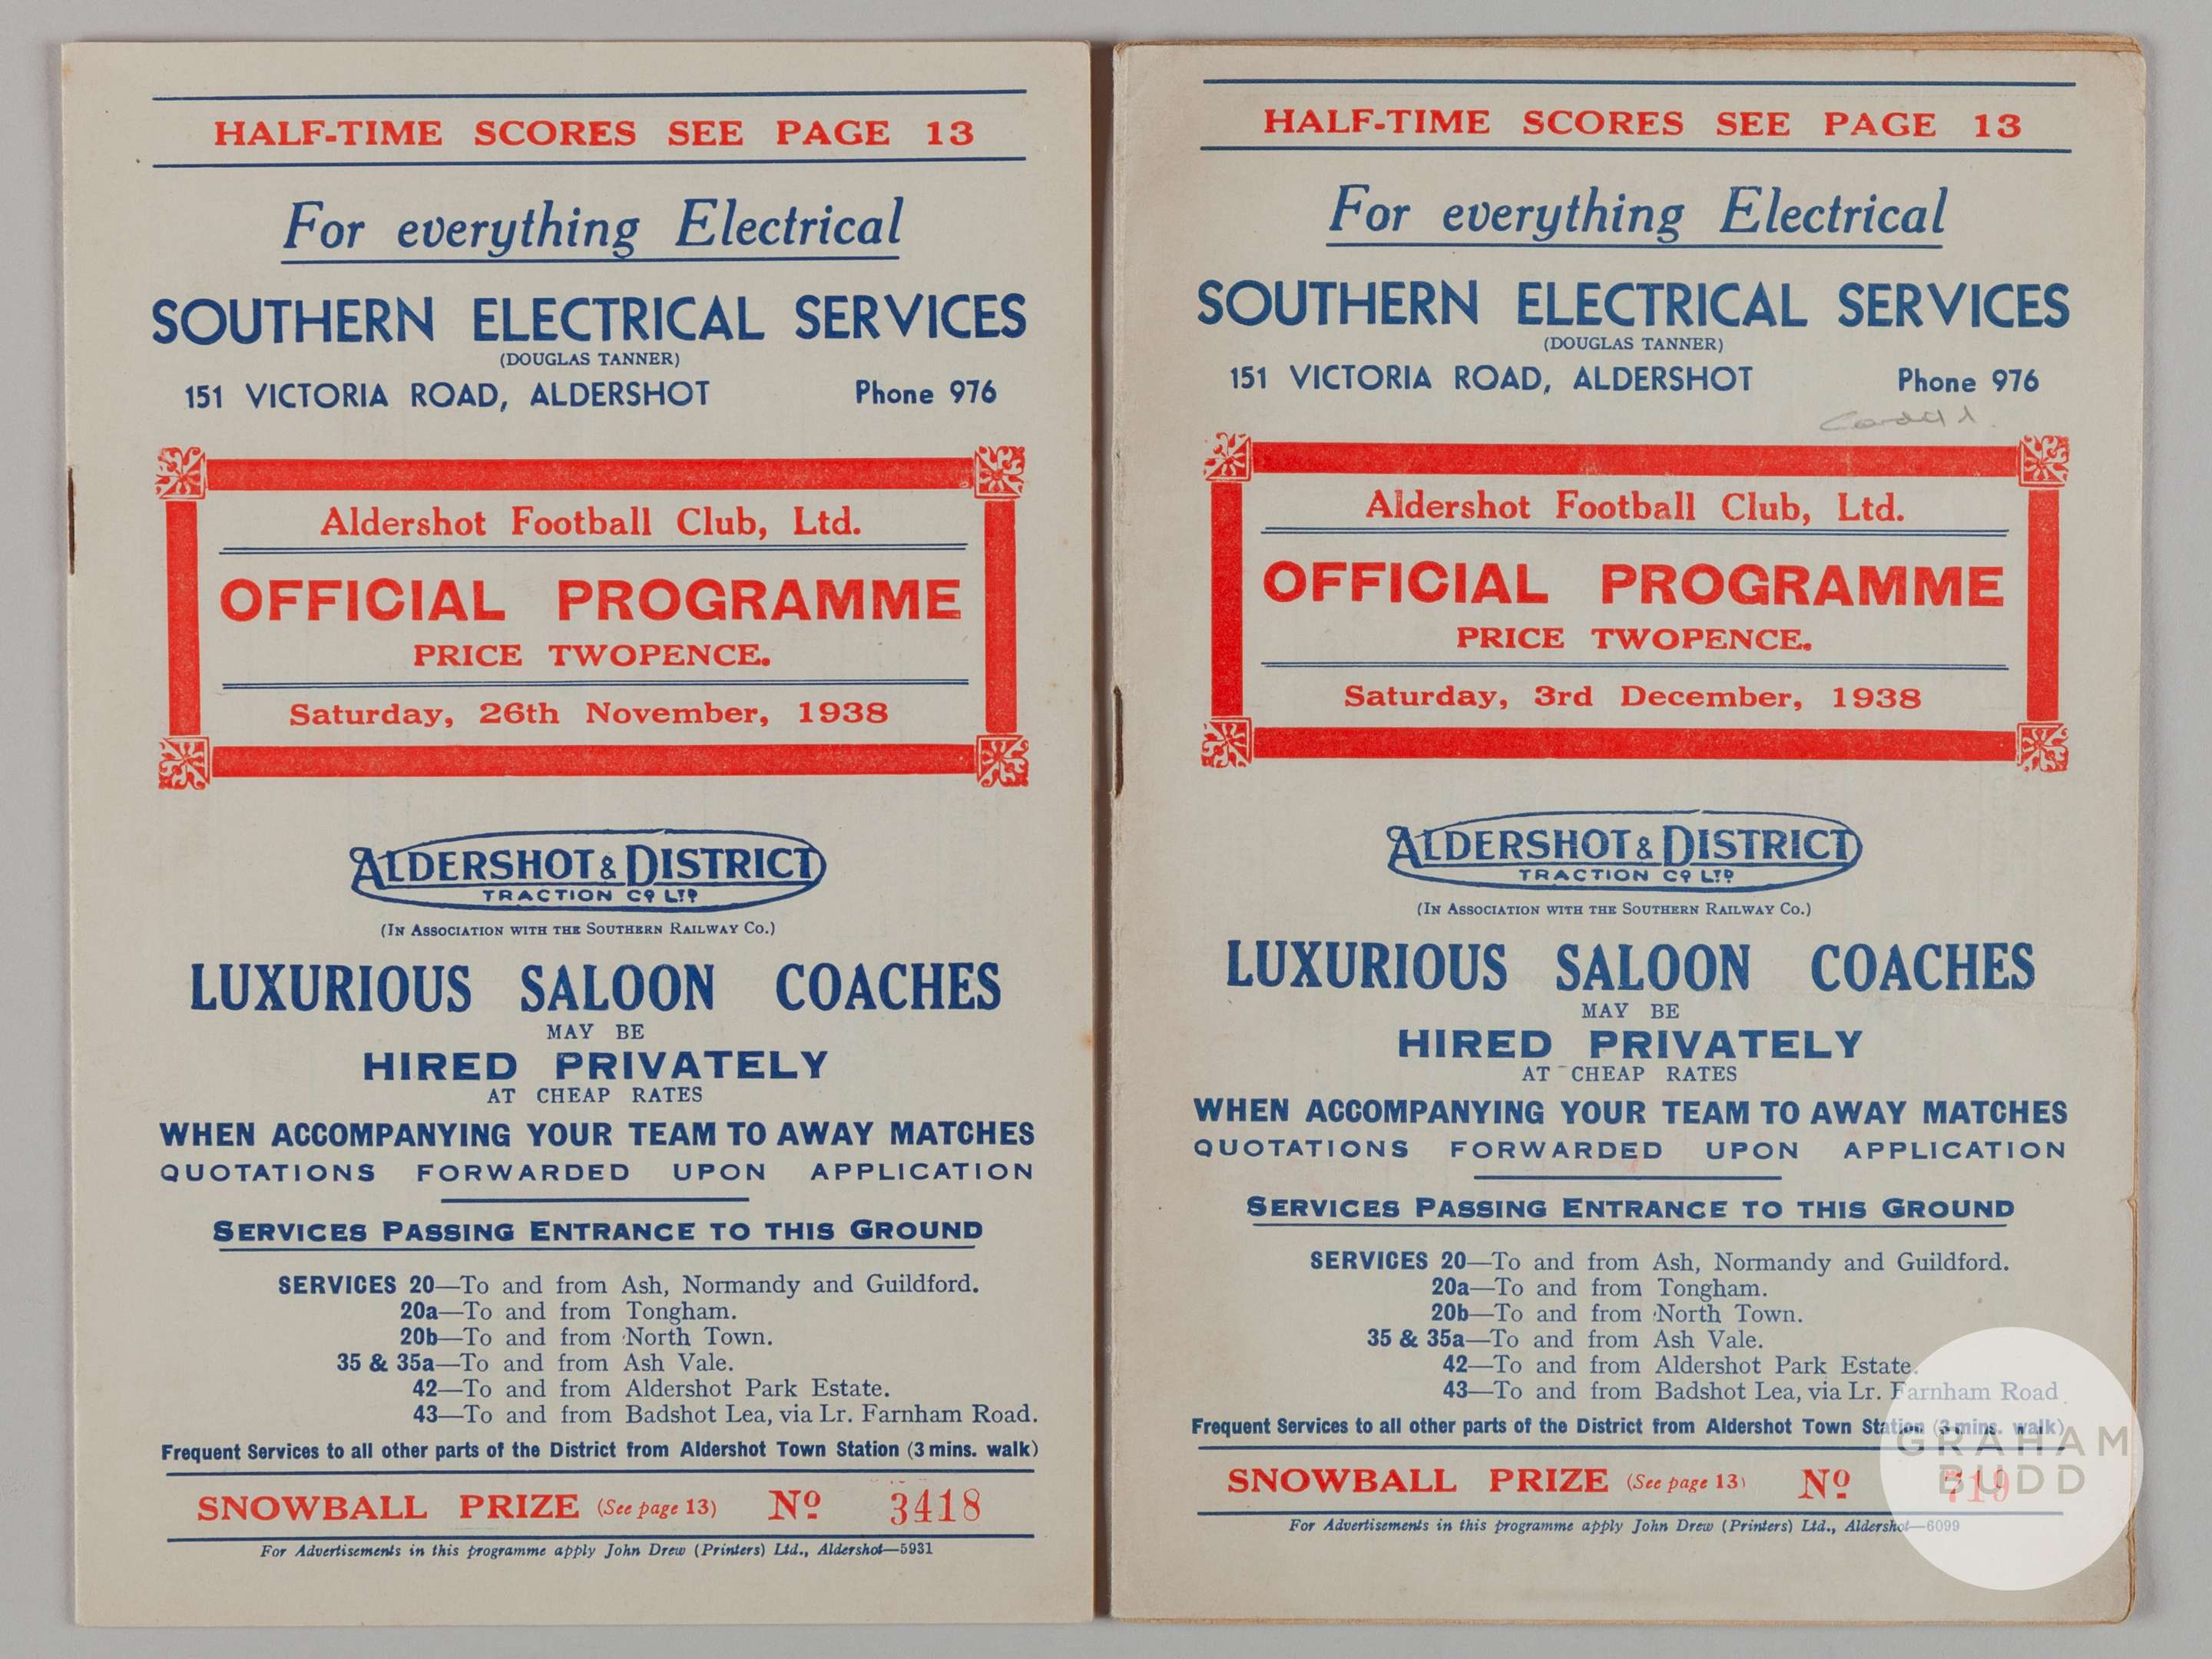 HALF-TIME SCORES SEE PAGE 13
For everything Electrical
SOUTHERN ELECTRICAL SERVICES
(DOUGLAS TANNER)
151 VICTORIA ROAD, ALDERSHOT Phone 976
Aldershot Football Club, Ltd.
OFFICIAL PROGRAMME
PRICE TWOPENCE.
Saturday, 26th November, 1938
ALDERSHOT & DISTRICT
TRACTION CO LTD
(IN ASSOCIATION WITH THE SOUTHERN RAILWAY CO.)
LUXURIOUS SALOON COACHES
MAY BE
HIRED PRIVATELY
AT CHEAP RATES
WHEN ACCOMPANYING YOUR TEAM TO AWAY MATCHES
QUOTATIONS FORWARDED UPON APPLICATION
SERVICES PASSING ENTRANCE TO THIS GROUND
SERVICES 20—To and from Ash, Normandy and Guildford.
20a—To and from Tongham.
20b—To and from North Town.
35 & 35a—To and from Ash Vale.
42—To and from Aldershot Park Estate.
43—To and from Badshot Lea, via Lr. Farnham Road.
Frequent Services to all other parts of the District from Aldershot Town Station (3 mins. walk)
SNOWBALL PRIZE (See page 13) No 3418
For Advertisements in this programme apply John Drew (Printers) Ltd., Aldershot—5931
HALF-TIME SCORES SEE PAGE 13
For everything Electrical
SOUTHERN ELECTRICAL SERVICES
(DOUGLAS TANNER)
151 VICTORIA ROAD, ALDERSHOT Phone 976
Aldershot Football Club, Ltd.
OFFICIAL PROGRAMME
PRICE TWOPENCE.
Saturday, 3rd December, 1938
ALDERSHOT & DISTRICT
TRACTION CO LTD
(IN ASSOCIATION WITH THE SOUTHERN RAILWAY CO.)
LUXURIOUS SALOON COACHES
MAY BE
HIRED PRIVATELY
AT CHEAP RATES
WHEN ACCOMPANYING YOUR TEAM TO AWAY MATCHES
QUOTATIONS FORWARDED UPON APPLICATION
SERVICES PASSING ENTRANCE TO THIS GROUND
SERVICES 20—To and from Ash, Normandy and Guildford.
20a—To and from Tongham.
20b—To and from North Town.
35 & 35a—To and from Ash Vale.
42—To and from Aldershot Park Estate.
43—To and from Badshot Lea, via Lr. Farnham Road
Frequent Services to all other parts of the District from Aldershot Town Station (3 mins. walk)
SNOWBALL PRIZE (See page 13) No 719
For Advertisements in this programme apply John Drew (Printers) Ltd., Aldershot—6099
GRAHAM
BUDD